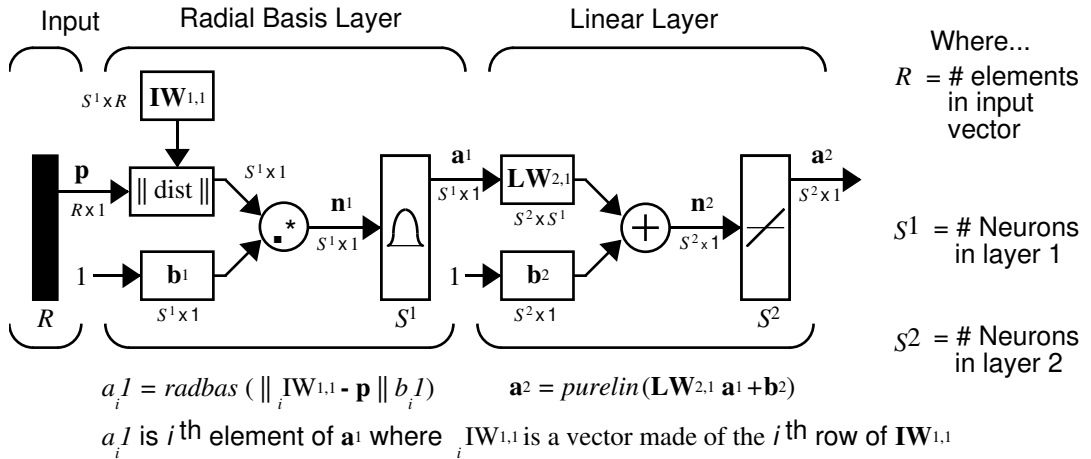 Input
Radial Basis Layer
Linear Layer
Where...
R = # elements
in input
vector
S1 = # Neurons
in layer 1
S2 = # Neurons
in layer 2
S1 x R
IW1,1
p
R x 1
|| dist ||
S1 x 1
.*
n1
S1 x 1
1
b1
S1 x 1
R
S1
a1
S1 x 1
LW2,1
S2 x S1
+
n2
S2 x 1
1
b2
S2 x 1
S2
a2
S2 x 1
ai1 = radbas ( || iIW1,1 - p || bi1)
a2 = purelin (LW2,1 a1 +b2)
ai1 is i th element of a1 where iIW1,1 is a vector made of the i th row of IW1,1